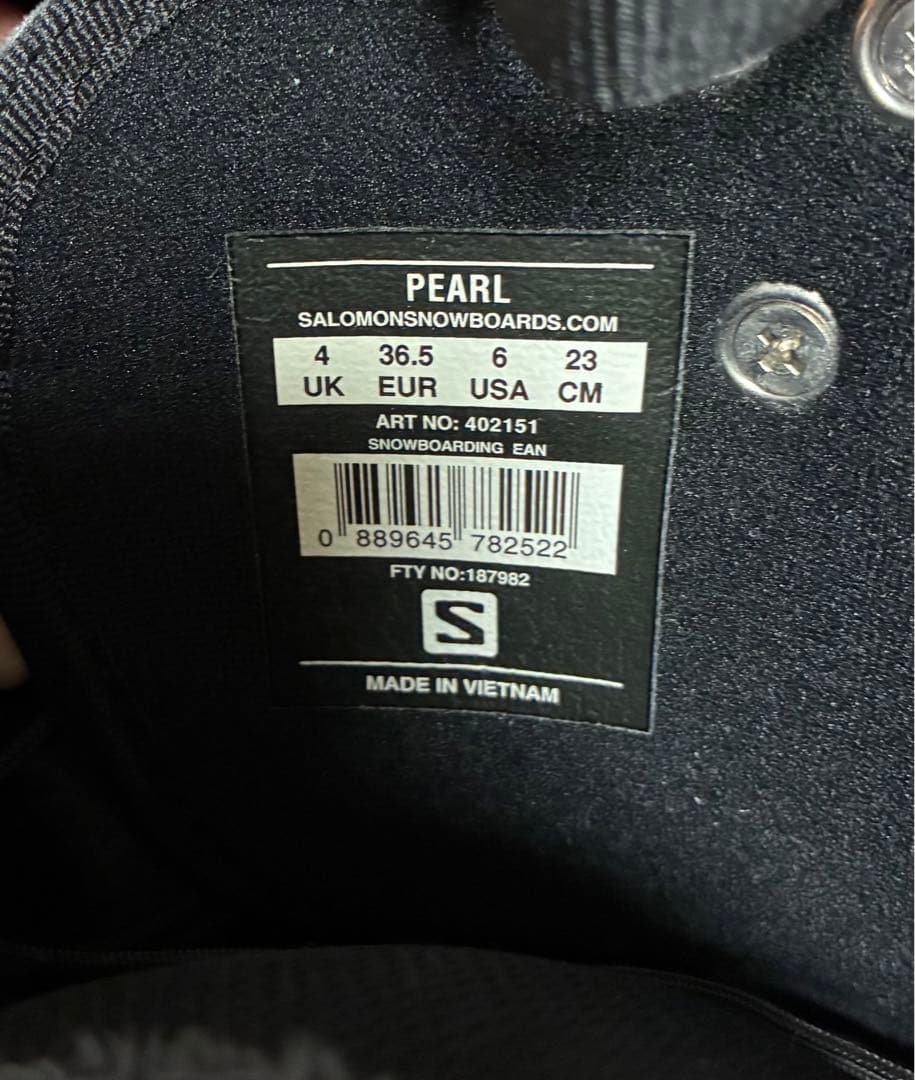 PEARL
SALOMONSNOWBOARDS.COM
4 36.5 6 23
UK EUR USA CM
ART NO: 402151
SNOWBOARDING EAN
0 889645 782522
FTY NO:187982
S
MADE IN VIETNAM